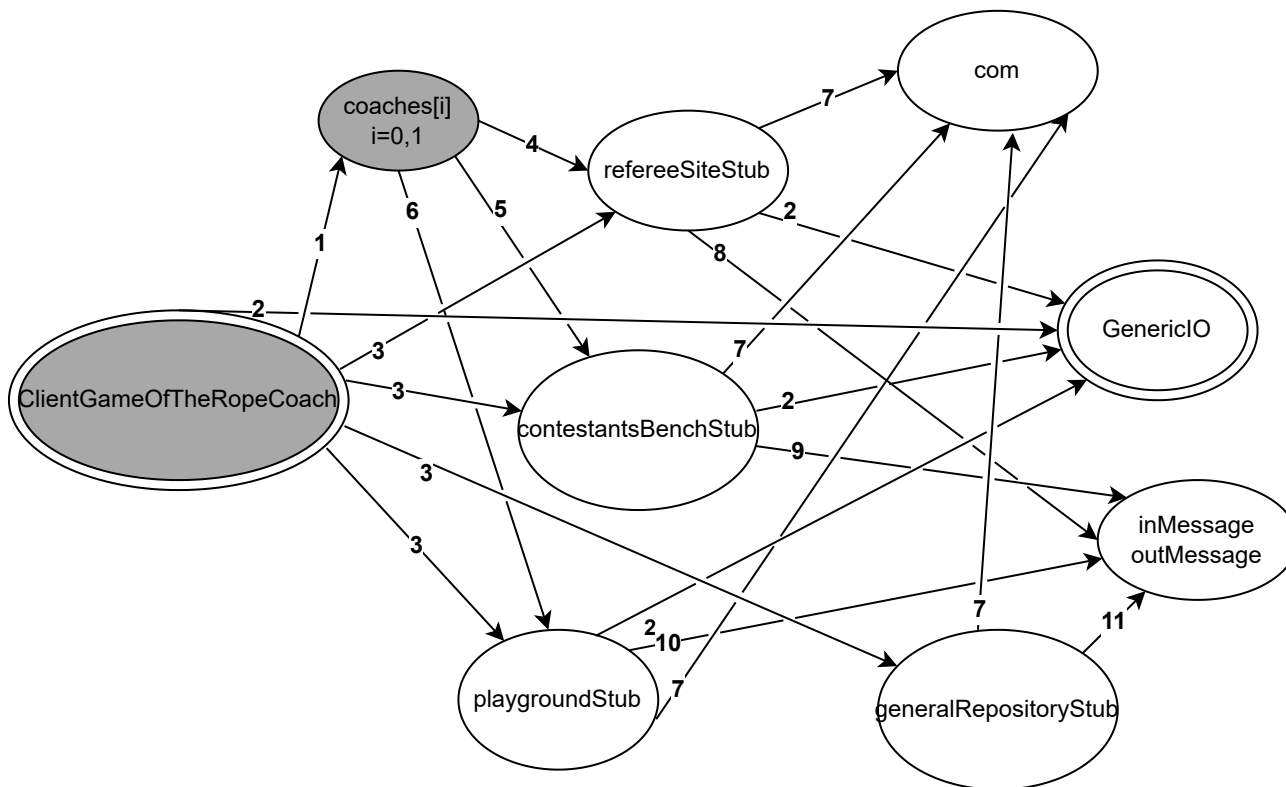 com
coaches[i]
i=0,1
7
4
refereeSiteStub
6
5
2
1
8
2
GenericIO
3
7
ClientGameOfTheRopeCoach
3
2
contestantsBenchStub
9
3
inMessage
outMessage
3
7
11
2
10
7
playgroundStub
generalRepositoryStub